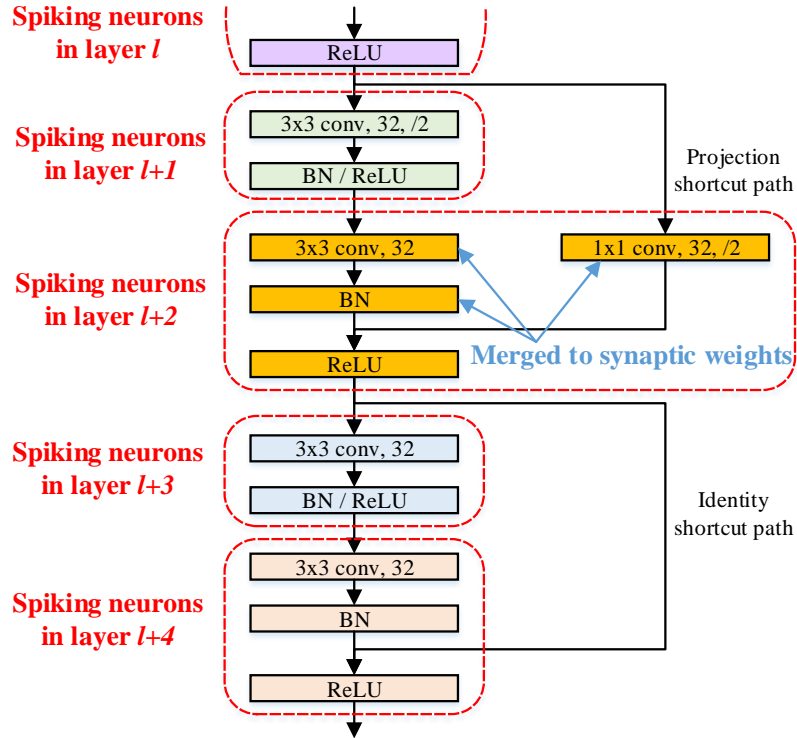 Spiking neurons
in layer l
ReLU
Spiking neurons
in layer l+1
3x3 conv, 32, /2
BN / ReLU
Projection
shortcut path
Spiking neurons
in layer l+2
3x3 conv, 32
1x1 conv, 32, /2
BN
Merged to synaptic weights
ReLU
Spiking neurons
in layer l+3
3x3 conv, 32
BN / ReLU
Identity
shortcut path
Spiking neurons
in layer l+4
3x3 conv, 32
BN
ReLU